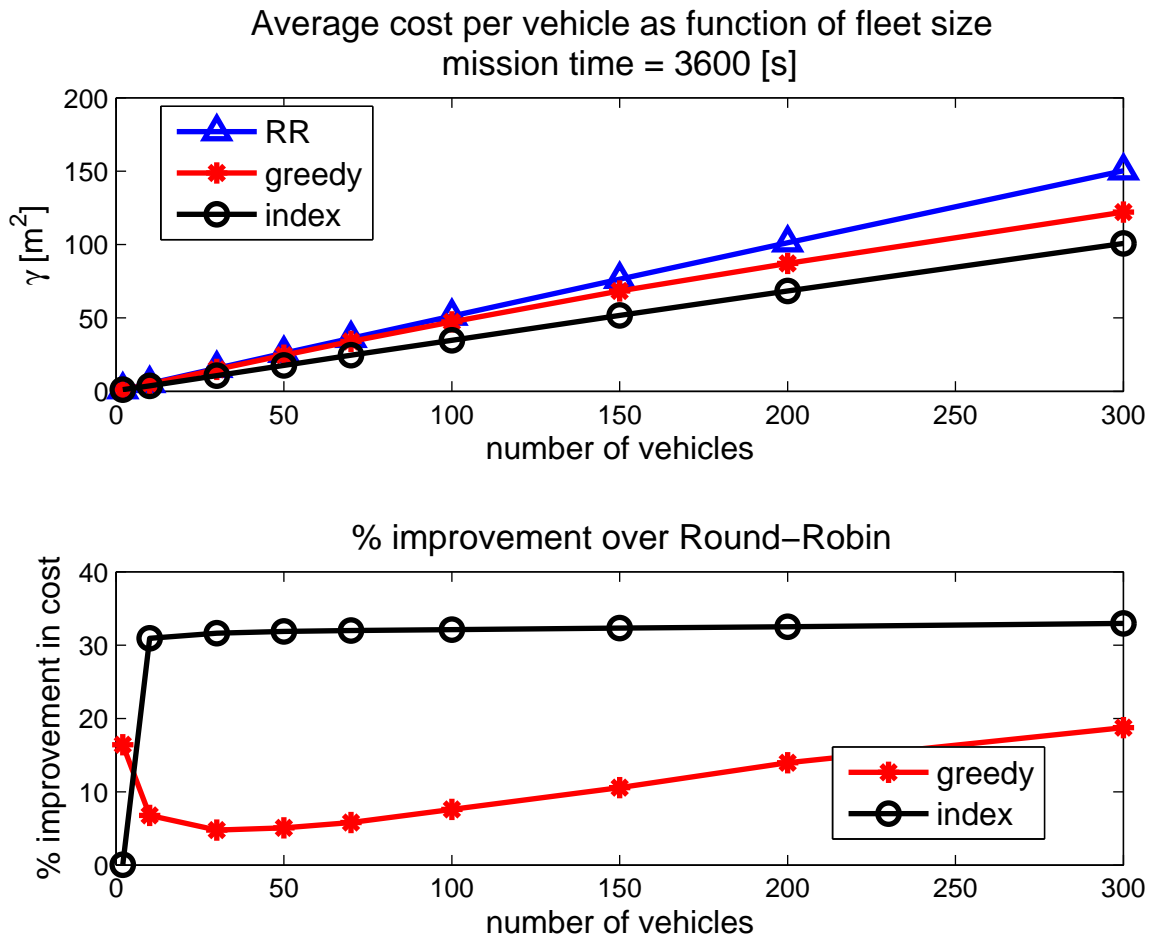 Average cost per vehicle as function of fleet size
mission time = 3600 [s]
200
150
100
50
0
γ [m²]
RR
greedy
index
0 50 100 150 200 250 300
number of vehicles
% improvement over Round−Robin
40
30
20
10
0
% improvement in cost
greedy
index
0 50 100 150 200 250 300
number of vehicles